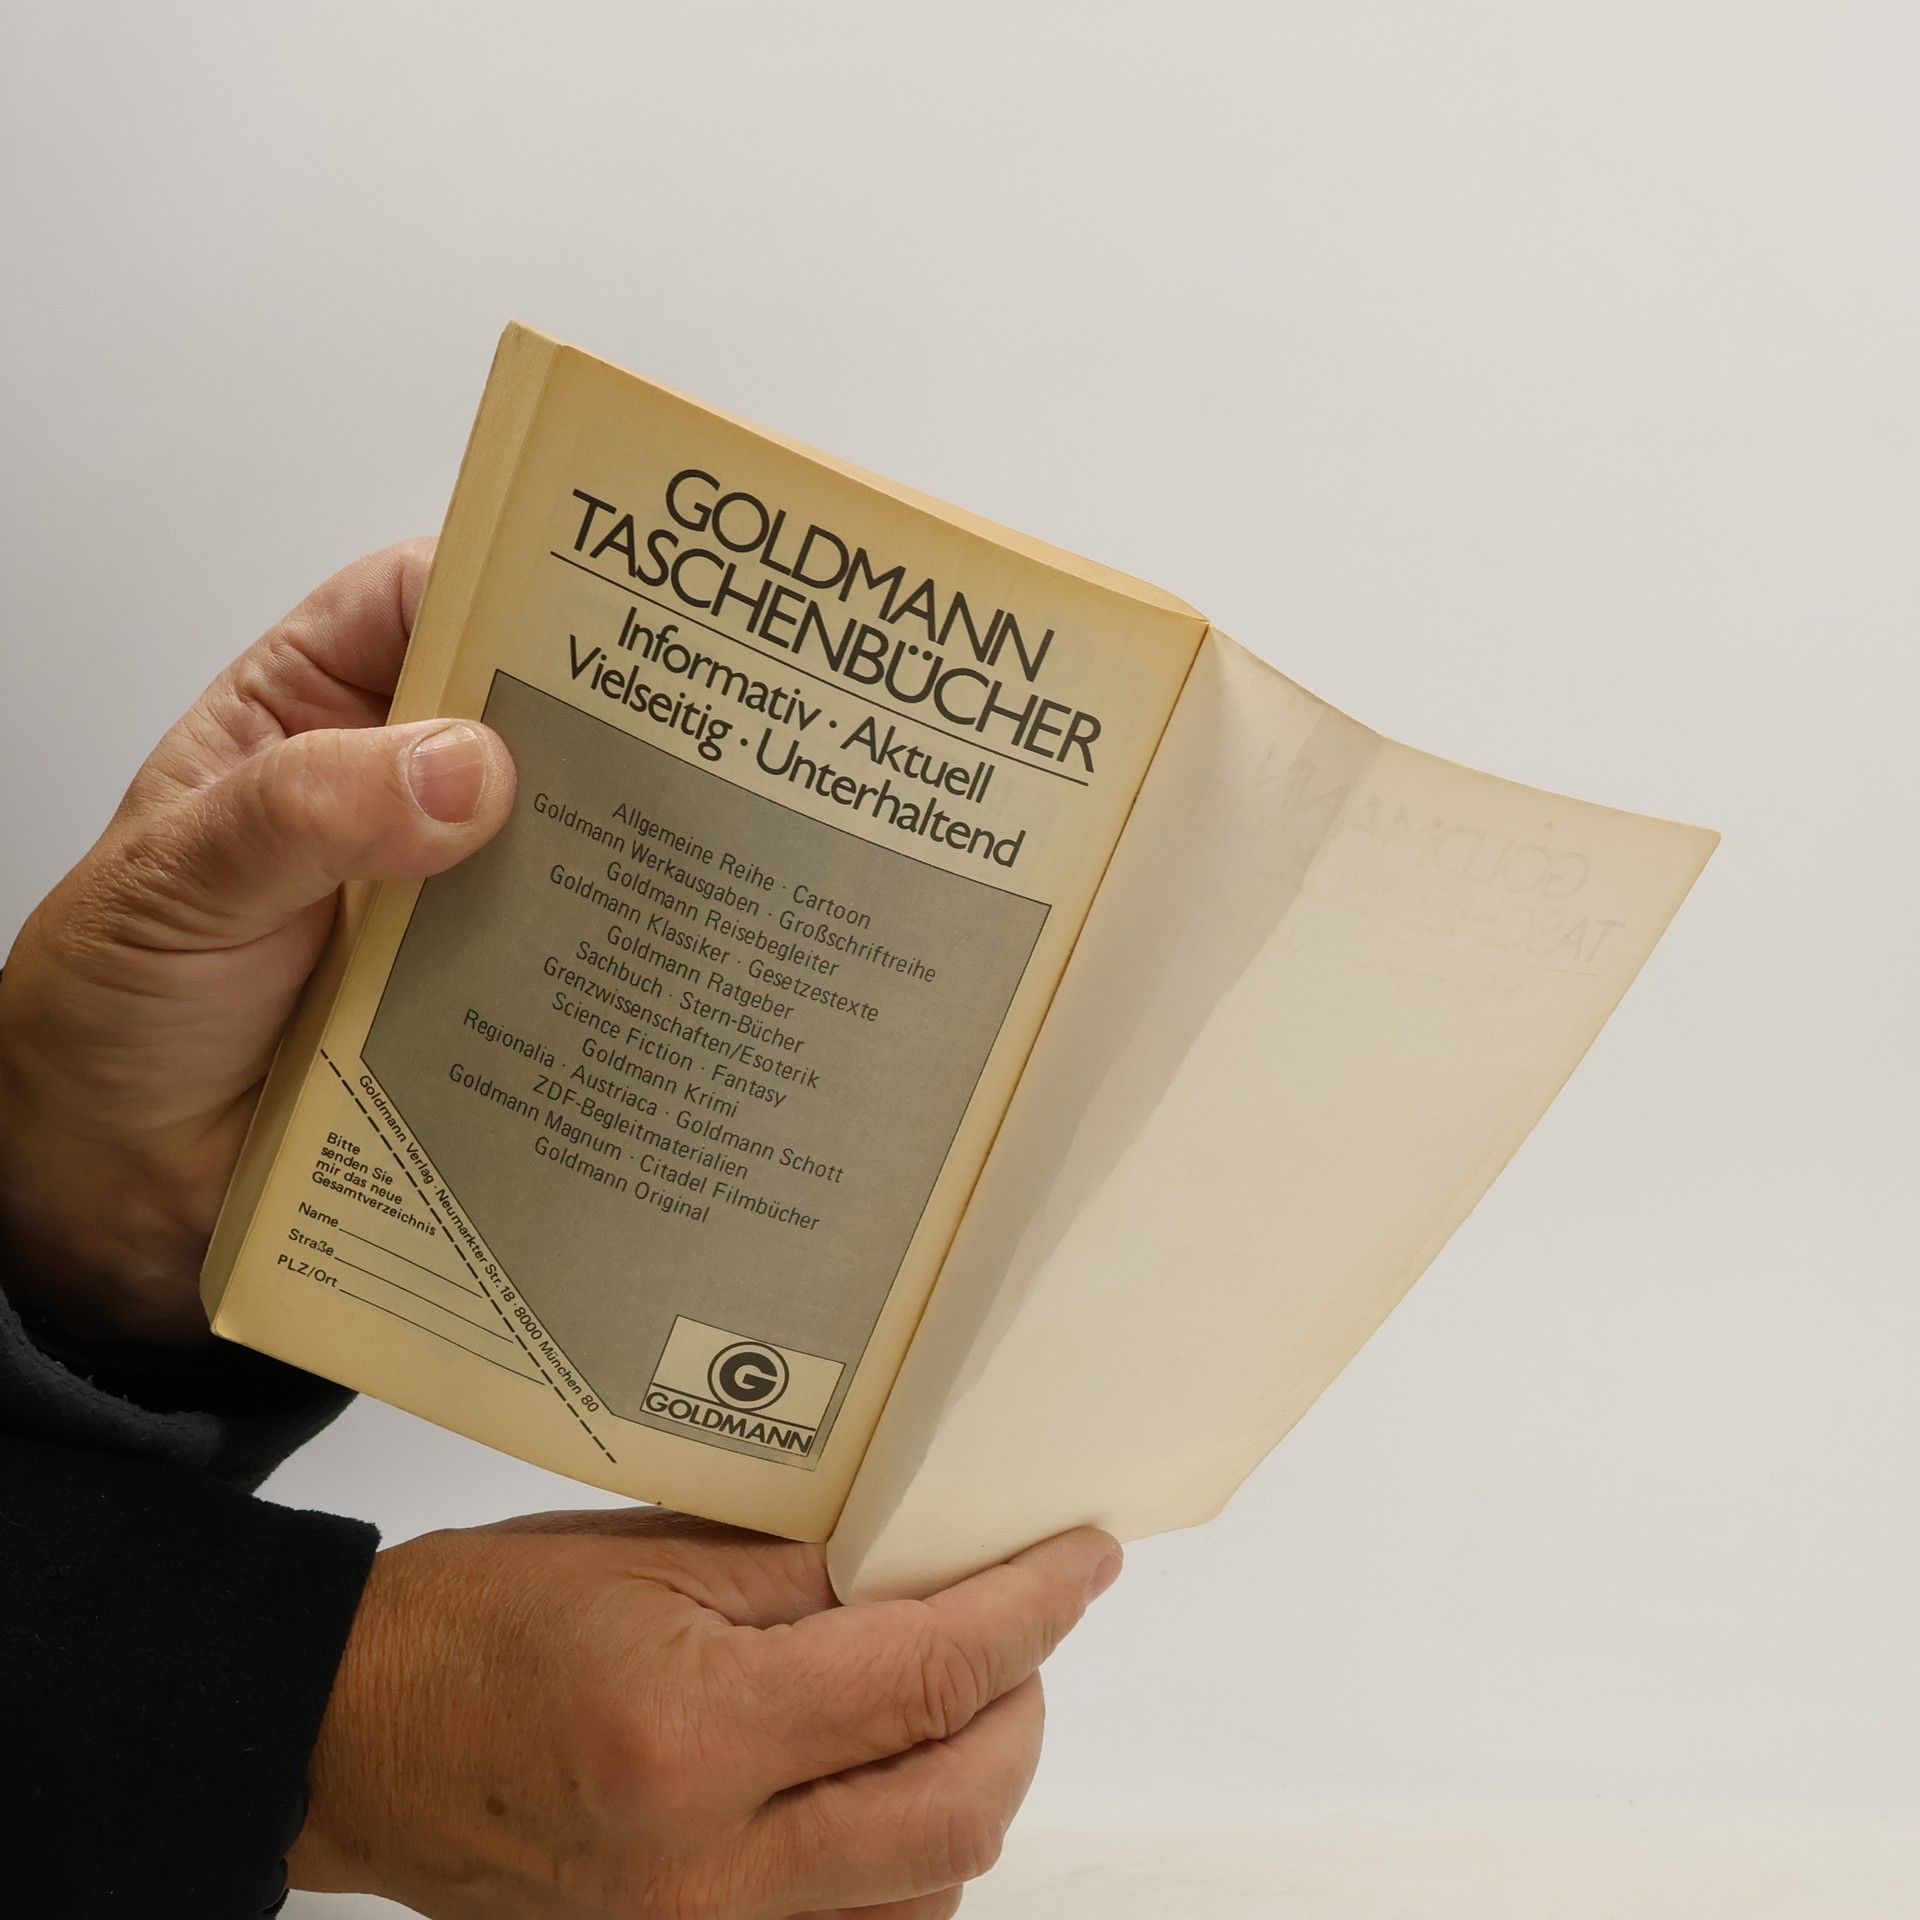 GOLDMANN
TASCHENBÜCHER
Informativ · Aktuell
Vielseitig · Unterhaltend
Allgemeine Reihe · Cartoon
Goldmann Werkausgaben · Großschriftreihe
Goldmann Reisebegleiter
Goldmann Klassiker · Gesetzestexte
Goldmann Ratgeber
Sachbuch · Stern-Bücher
Grenzwissenschaften/Esoterik
Science Fiction · Fantasy
Goldmann Krimi
Regionalia · Austriaca · Goldmann Schott
ZDF-Begleitmaterialien
Goldmann Magnum · Citadel Filmbücher
Goldmann Original
Goldmann Verlag · Neumarkter Str. 18 · 8000 München 80
Bitte
senden Sie
mir das neue
Gesamtverzeichnis
Name
Straße
PLZ/Ort
G
GOLDMANN